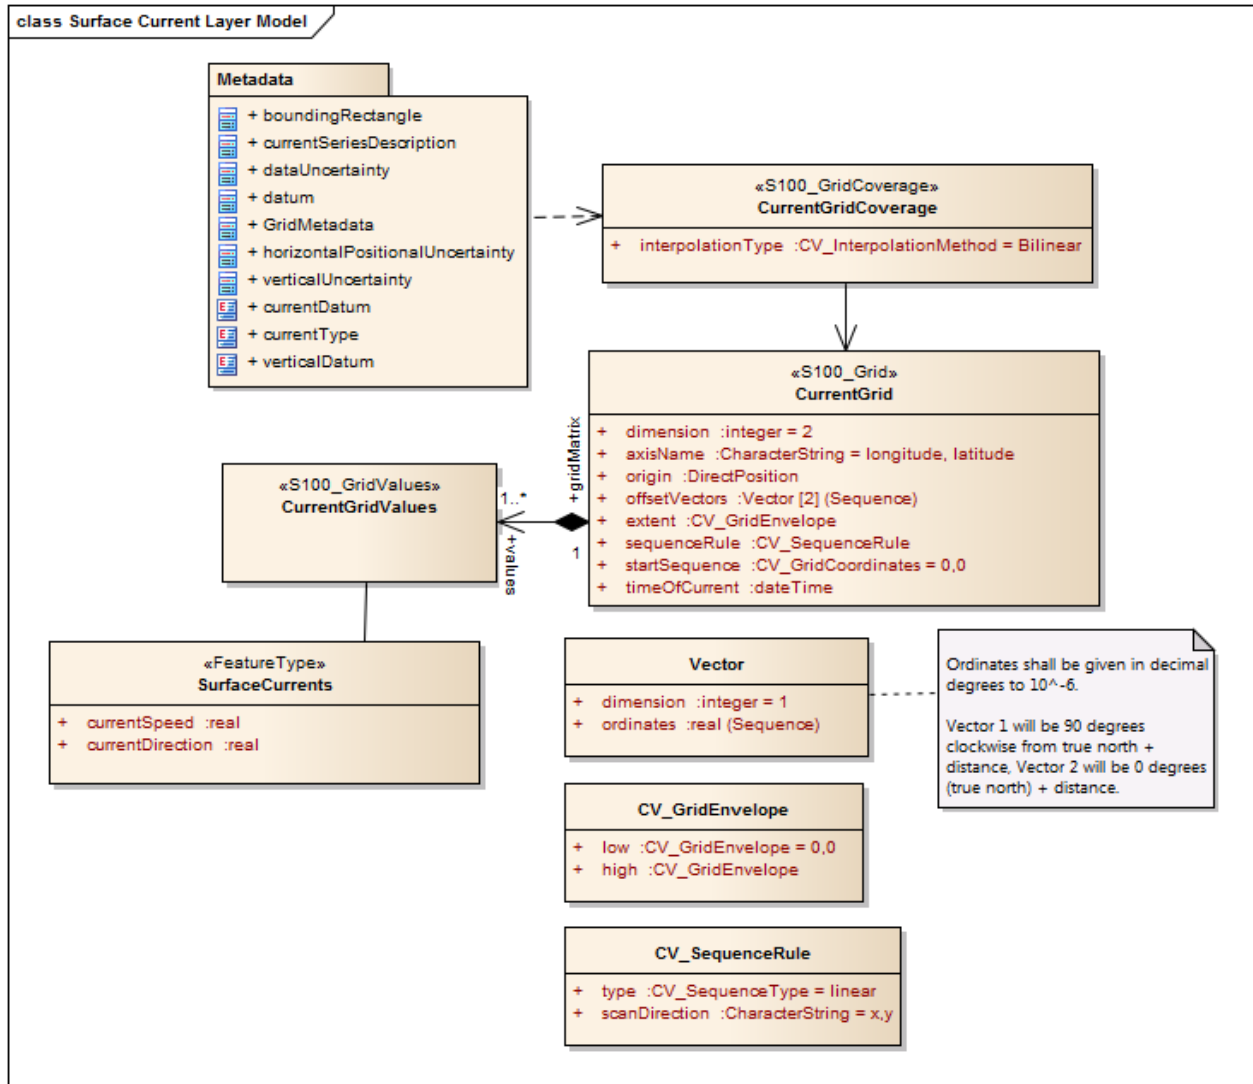 class Surface Current Layer Model
Metadata
+ boundingRectangle
+ currentSeriesDescription
+ dataUncertainty
+ datum
+ GridMetadata
+ horizontalPositionalUncertainty
+ verticalUncertainty
+ currentDatum
+ currentType
+ verticalDatum
«S100_GridCoverage»
CurrentGridCoverage
+ interpolationType :CV_InterpolationMethod = Bilinear
«S100_Grid»
CurrentGrid
+ dimension :integer = 2
+ axisName :CharacterString = longitude, latitude
+ origin :DirectPosition
+ offsetVectors :Vector [2] (Sequence)
+ extent :CV_GridEnvelope
+ sequenceRule :CV_SequenceRule
+ startSequence :CV_GridCoordinates = 0,0
+ timeOfCurrent :dateTime
+gridMatrix
1
1..*
+values
«S100_GridValues»
CurrentGridValues
«FeatureType»
SurfaceCurrents
+ currentSpeed :real
+ currentDirection :real
Vector
+ dimension :integer = 1
+ ordinates :real (Sequence)
Ordinates shall be given in decimal
degrees to 10^-6.
Vector 1 will be 90 degrees
clockwise from true north +
distance, Vector 2 will be 0 degrees
(true north) + distance.
CV_GridEnvelope
+ low :CV_GridEnvelope = 0,0
+ high :CV_GridEnvelope
CV_SequenceRule
+ type :CV_SequenceType = linear
+ scanDirection :CharacterString = x,y